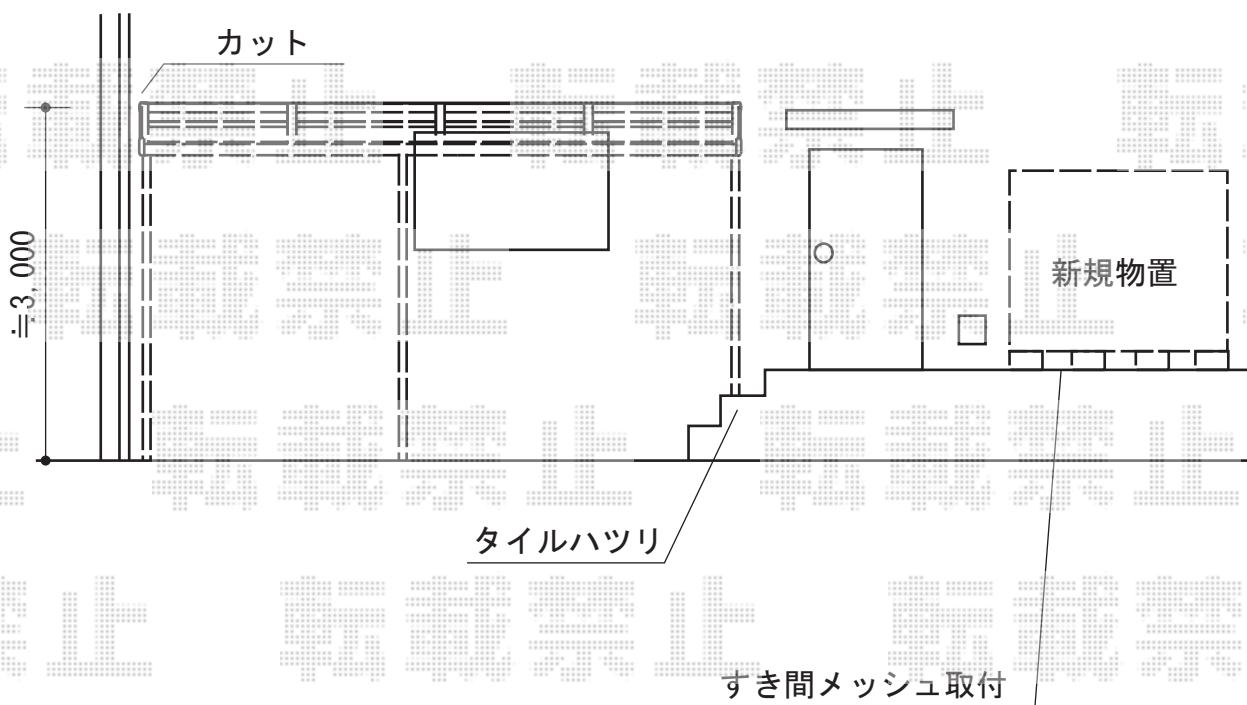 カット
≒3,000
新規物置
タイルハツリ
すき間メッシュ取付
転載禁止